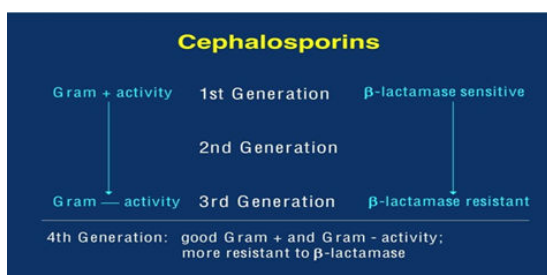 Cephalosporins
Gram + activity 1st Generation β-lactamase sensitive
2nd Generation
Gram — activity 3rd Generation β-lactamase resistant
4th Generation: good Gram + and Gram - activity;
more resistant to β-lactamase